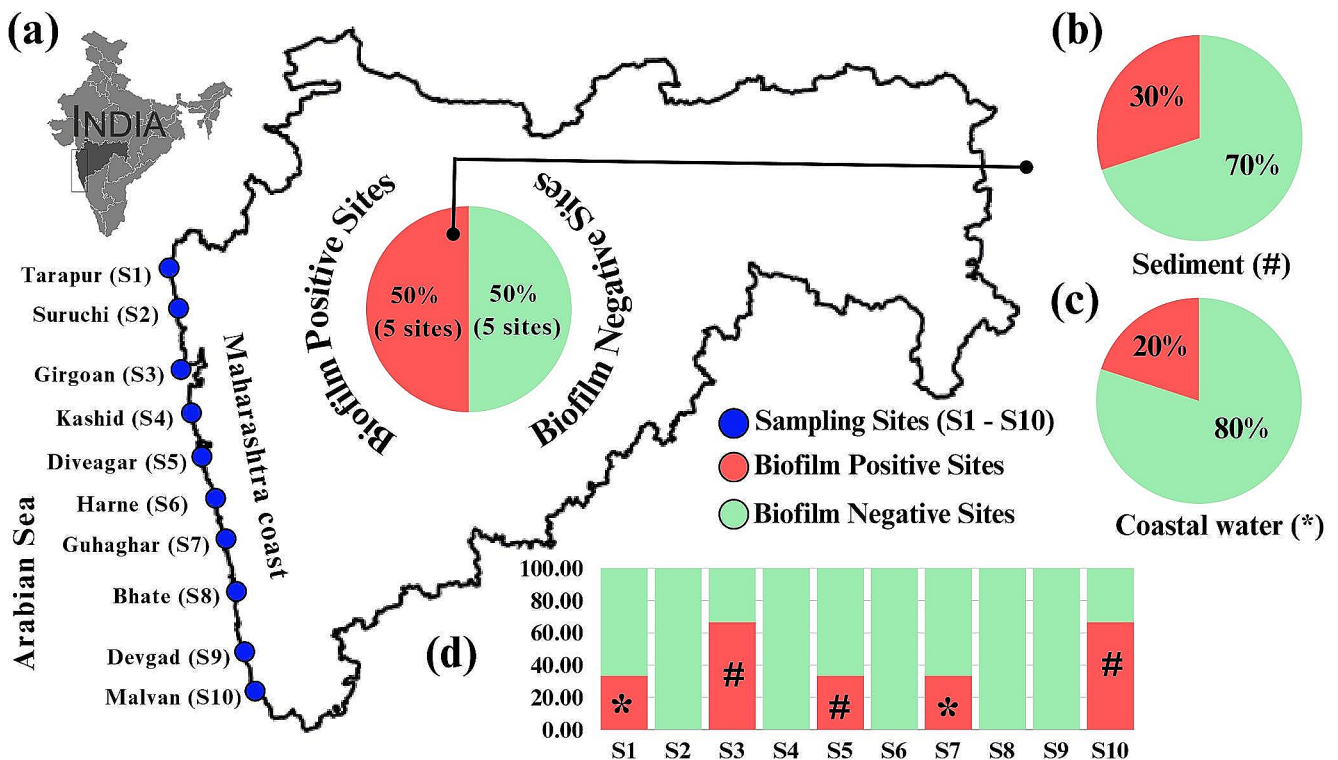 (a)
INDIA
Tarapur (S1)
Suruchi (S2)
Girgoan (S3)
Kashid (S4)
Diveagar (S5)
Harne (S6)
Guhaghar (S7)
Bhate (S8)
Devgad (S9)
Malvan (S10)
Arabian Sea
Maharashtra coast
Biofilm Positive Sites
50%
(5 sites)
50%
(5 sites)
Biofilm Negative Sites
Sampling Sites (S1 - S10)
Biofilm Positive Sites
Biofilm Negative Sites
(b)
30%
70%
Sediment (#)
(c)
20%
80%
Coastal water (*)
(d)
100.00
80.00
60.00
40.00
20.00
0.00
* # # * #
S1 S2 S3 S4 S5 S6 S7 S8 S9 S10